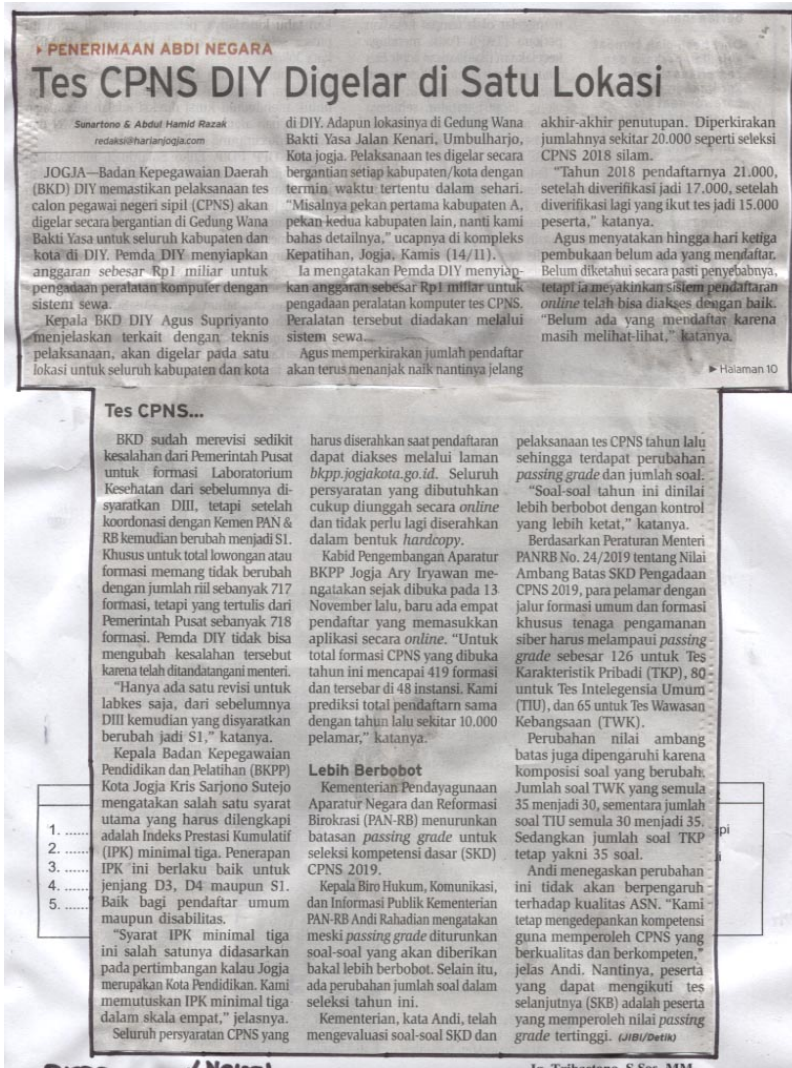 ▸ PENERIMAAN ABDI NEGARA
Tes CPNS DIY Digelar di Satu Lokasi
Sunartono & Abdul Hamid Razak
redaksi@harianjogja.com
JOGJA—Badan Kepegawaian Daerah
(BKD) DIY memastikan pelaksanaan tes
calon pegawai negeri sipil (CPNS) akan
digelar secara bergantian di Gedung Wana
Bakti Yasa untuk seluruh kabupaten dan
kota di DIY. Pemda DIY menyiapkan
anggaran sebesar Rp1 miliar untuk
pengadaan peralatan komputer dengan
sistem sewa.
Kepala BKD DIY Agus Supriyanto
menjelaskan terkait dengan teknis
pelaksanaan, akan digelar pada satu
lokasi untuk seluruh kabupaten dan kota
di DIY. Adapun lokasinya di Gedung Wana
Bakti Yasa Jalan Kenari, Umbulharjo,
Kota jogja. Pelaksanaan tes digelar secara
bergantian setiap kabupaten/kota dengan
termin waktu tertentu dalam sehari.
“Misalnya pekan pertama kabupaten A,
pekan kedua kabupaten lain, nanti kami
bahas detailnya,” ucapnya di kompleks
Kepatihan, Jogja, Kamis (14/11).
Ia mengatakan Pemda DIY menyiap-
kan anggaran sebesar Rp1 miliar untuk
pengadaan peralatan komputer tes CPNS.
Peralatan tersebut diadakan melalui
sistem sewa.
Agus memperkirakan jumlah pendaftar
akan terus menanjak naik nantinya jelang
akhir-akhir penutupan. Diperkirakan
jumlahnya sekitar 20.000 seperti seleksi
CPNS 2018 silam.
“Tahun 2018 pendaftarnya 21.000,
setelah diverifikasi jadi 17.000, setelah
diverifikasi lagi yang ikut tes jadi 15.000
peserta,” katanya.
Agus menyatakan hingga hari ketiga
pembukaan belum ada yang mendaftar.
Belum diketahui secara pasti penyebabnya,
tetapi ia meyakinkan sistem pendaftaran
online telah bisa diakses dengan baik.
“Belum ada yang mendaftar karena
masih melihat-lihat,” katanya.
▶ Halaman 10
Tes CPNS...
BKD sudah merevisi sedikit
kesalahan dari Pemerintah Pusat
untuk formasi Laboratorium
Kesehatan dari sebelumnya di-
syaratkan DIII, tetapi setelah
koordinasi dengan Kemen PAN &
RB kemudian berubah menjadi S1.
Khusus untuk total lowongan atau
formasi memang tidak berubah
dengan jumlah riil sebanyak 717
formasi, tetapi yang tertulis dari
Pemerintah Pusat sebanyak 718
formasi. Pemda DIY tidak bisa
mengubah kesalahan tersebut
karena telah ditandatangani menteri.
“Hanya ada satu revisi untuk
labkes saja, dari sebelumnya
DIII kemudian yang disyaratkan
berubah jadi S1,” katanya.
Kepala Badan Kepegawaian
Pendidikan dan Pelatihan (BKPP)
Kota Jogja Kris Sarjono Sutejo
mengatakan salah satu syarat
utama yang harus dilengkapi
adalah Indeks Prestasi Kumulatif
(IPK) minimal tiga. Penerapan
IPK ini berlaku baik untuk
jenjang D3, D4 maupun S1.
Baik bagi pendaftar umum
maupun disabilitas.
“Syarat IPK minimal tiga
ini salah satunya didasarkan
pada pertimbangan kalau Jogja
merupakan Kota Pendidikan. Kami
memutuskan IPK minimal tiga
dalam skala empat,” jelasnya.
Seluruh persyaratan CPNS yang
harus diserahkan saat pendaftaran
dapat diakses melalui laman
bkpp.jogjakota.go.id. Seluruh
persyaratan yang dibutuhkan
cukup diunggah secara online
dan tidak perlu lagi diserahkan
dalam bentuk hardcopy.
Kabid Pengembangan Aparatur
BKPP Jogja Ary Iryawan me-
ngatakan sejak dibuka pada 13
November lalu, baru ada empat
pendaftar yang memasukkan
aplikasi secara online. “Untuk
total formasi CPNS yang dibuka
tahun ini mencapai 419 formasi
dan tersebar di 48 instansi. Kami
prediksi total pendaftarn sama
dengan tahun lalu sekitar 10.000
pelamar,” katanya.
Lebih Berbobot
Kementerian Pendayagunaan
Aparatur Negara dan Reformasi
Birokrasi (PAN-RB) menurunkan
batasan passing grade untuk
seleksi kompetensi dasar (SKD)
CPNS 2019.
Kepala Biro Hukum, Komunikasi,
dan Informasi Publik Kementerian
PAN-RB Andi Rahadian mengatakan
meski passing grade diturunkan
soal-soal yang akan diberikan
bakal lebih berbobot. Selain itu,
ada perubahan jumlah soal dalam
seleksi tahun ini.
Kementerian, kata Andi, telah
mengevaluasi soal-soal SKD dan
pelaksanaan tes CPNS tahun lalu
sehingga terdapat perubahan
passing grade dan jumlah soal.
“Soal-soal tahun ini dinilai
lebih berbobot dengan kontrol
yang lebih ketat,” katanya.
Berdasarkan Peraturan Menteri
PANRB No. 24/2019 tentang Nilai
Ambang Batas SKD Pengadaan
CPNS 2019, para pelamar dengan
jalur formasi umum dan formasi
khusus tenaga pengamanan
siber harus melampaui passing
grade sebesar 126 untuk Tes
Karakteristik Pribadi (TKP), 80
untuk Tes Intelegensia Umum
(TIU), dan 65 untuk Tes Wawasan
Kebangsaan (TWK).
Perubahan nilai ambang
batas juga dipengaruhi karena
komposisi soal yang berubah.
Jumlah soal TWK yang semula
35 menjadi 30, sementara jumlah
soal TIU semula 30 menjadi 35.
Sedangkan jumlah soal TKP
tetap yakni 35 soal.
Andi menegaskan perubahan
ini tidak akan berpengaruh
terhadap kualitas ASN. “Kami
tetap mengedepankan kompetensi
guna memperoleh CPNS yang
berkualitas dan berkompeten,”
jelas Andi. Nantinya, peserta
yang dapat mengikuti tes
selanjutnya (SKB) adalah peserta
yang memperoleh nilai passing
grade tertinggi. (JIBI/Detik)
1. ......
2. ......
3. ......
4. ......
5. ......